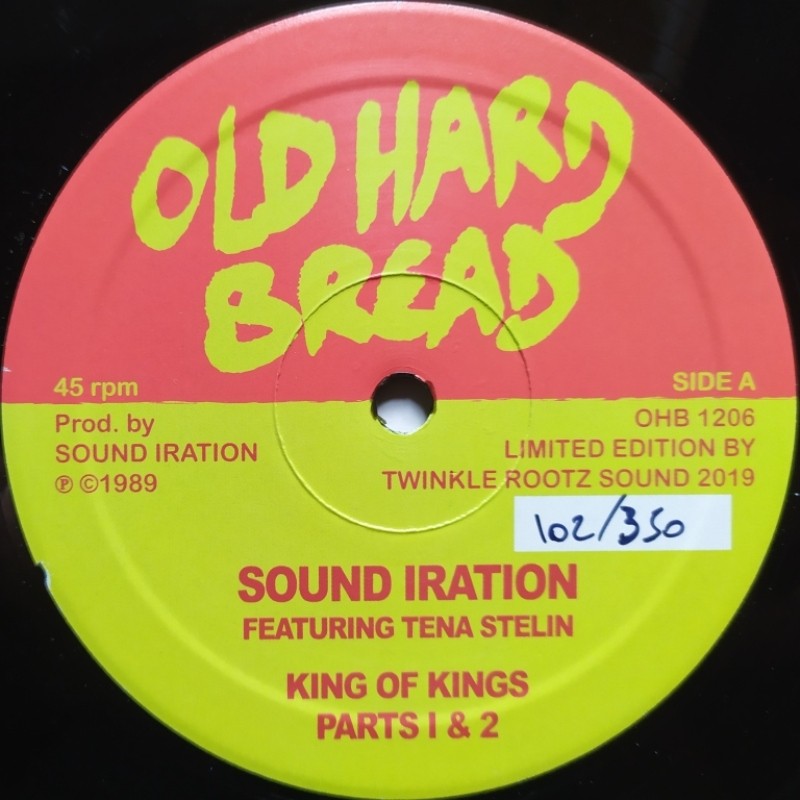 OLD HARD
BREAD
45 rpm
SIDE A
Prod. by
OHB 1206
SOUND IRATION
LIMITED EDITION BY
℗ ©1989
TWINKLE ROOTZ SOUND 2019
102/350
SOUND IRATION
FEATURING TENA STELIN
KING OF KINGS
PARTS I & 2